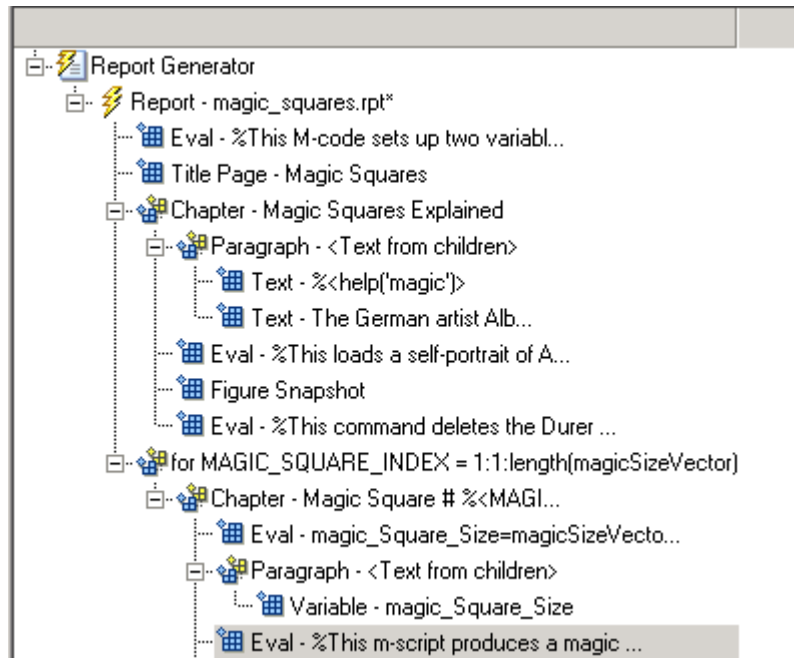 Report Generator
Report - magic_squares.rpt*
Eval - %This M-code sets up two variabl...
Title Page - Magic Squares
Chapter - Magic Squares Explained
Paragraph - <Text from children>
Text - %<help('magic')>
Text - The German artist Alb...
Eval - %This loads a self-portrait of A...
Figure Snapshot
Eval - %This command deletes the Durer ...
for MAGIC_SQUARE_INDEX = 1:1:length(magicSizeVector)
Chapter - Magic Square # %<MAGI...
Eval - magic_Square_Size=magicSizeVecto...
Paragraph - <Text from children>
Variable - magic_Square_Size
Eval - %This m-script produces a magic ...